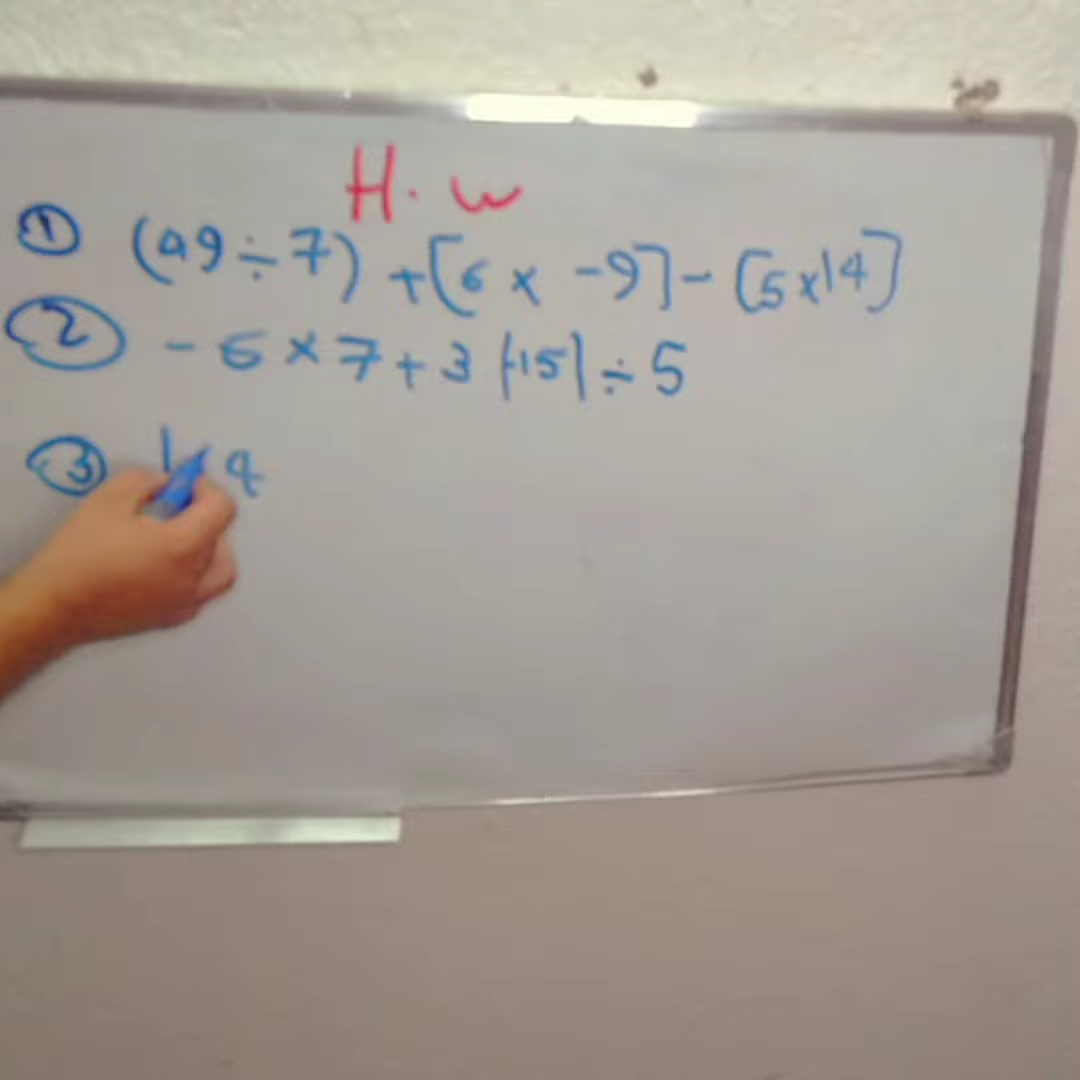 H. w
① (49÷7) +[6 × -9] - [5×14]
② - 6 × 7 + 3 |-15| ÷ 5
③